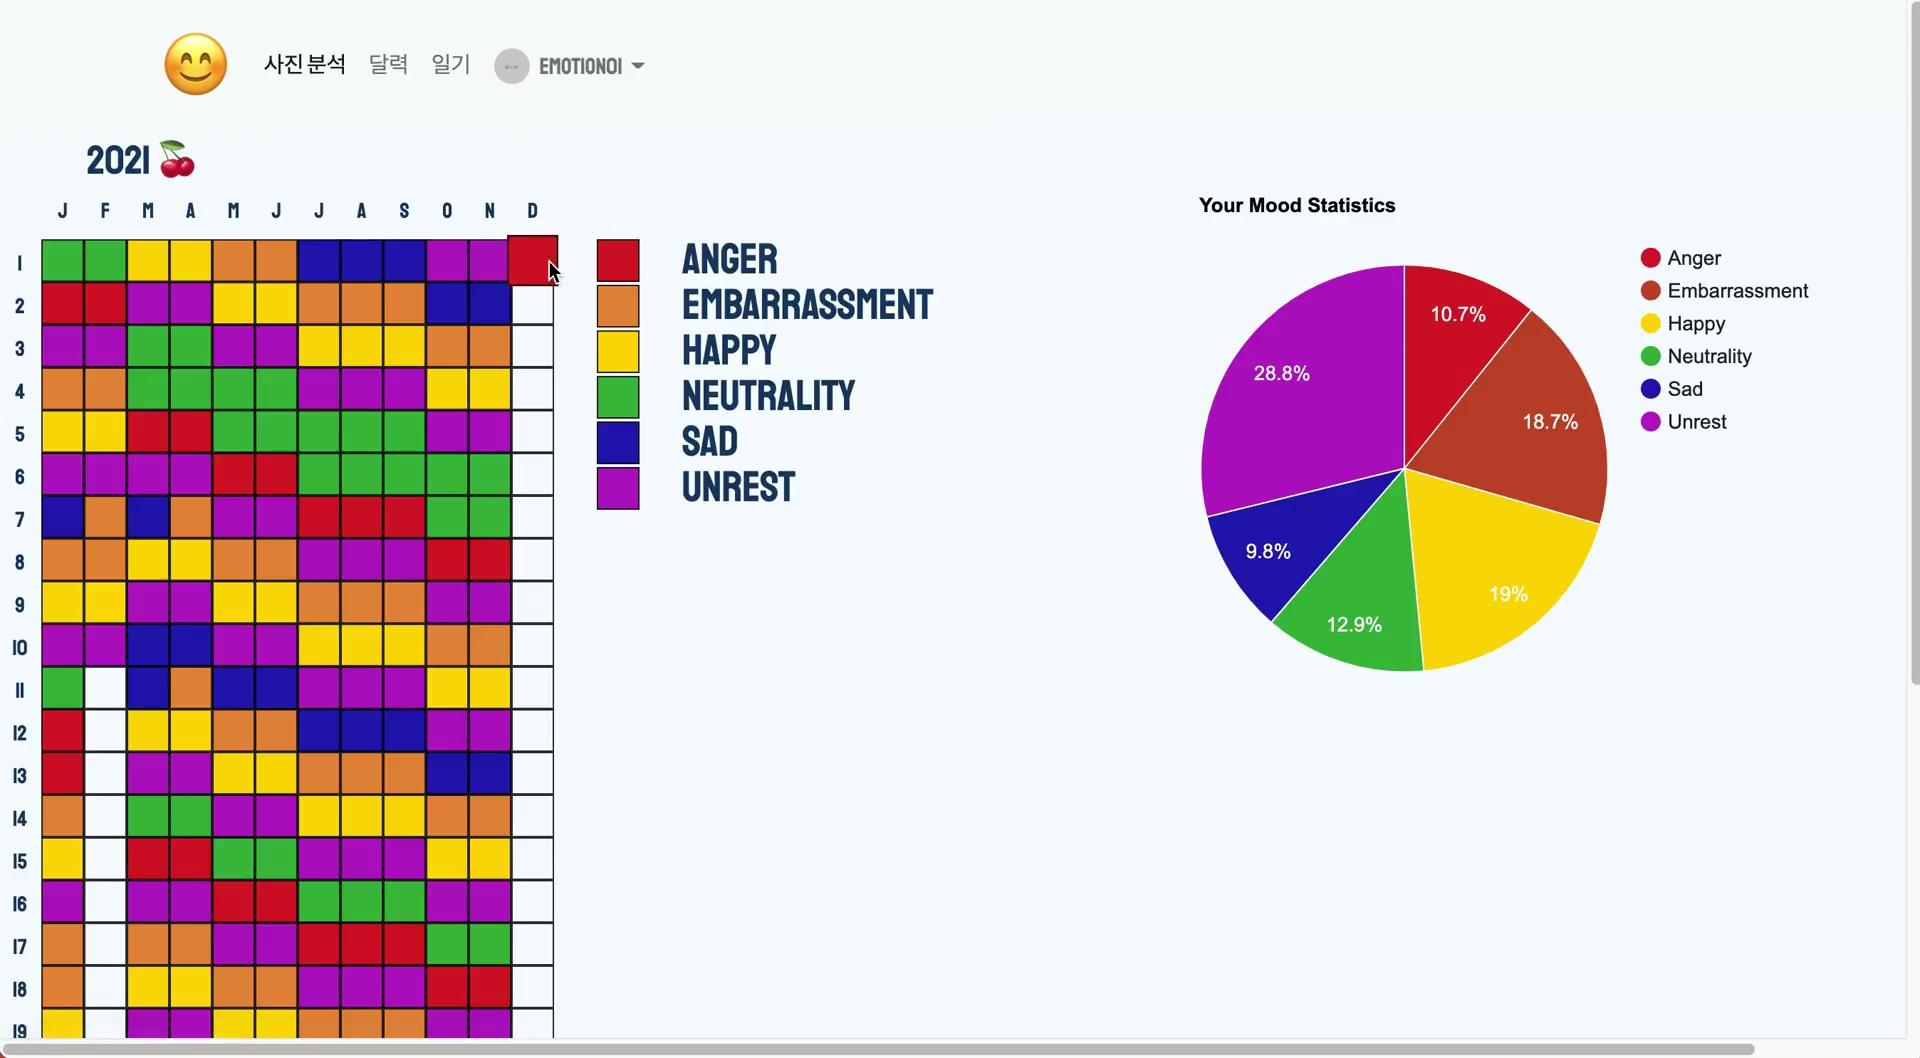 사진 분석 달력 일기 EMOTIONOI
2021
J F M A M J J A S O N D
1
2
3
4
5
6
7
8
9
10
11
12
13
14
15
16
17
18
19
ANGER
EMBARRASSMENT
HAPPY
NEUTRALITY
SAD
UNREST
Your Mood Statistics
10.7%
18.7%
19%
12.9%
9.8%
28.8%
Anger
Embarrassment
Happy
Neutrality
Sad
Unrest